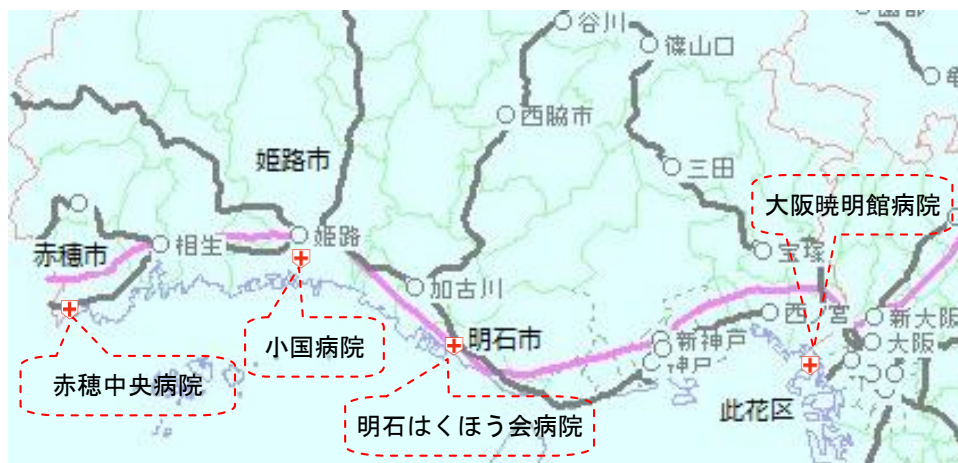 谷川
篠山口
西脇市
姫路市
三田
大阪暁明館病院
赤穂市
相生
姫路
宝塚
加古川
小国病院
明石市
新神戸
神戸
西宮
新大阪
大阪
赤穂中央病院
明石はくほう会病院
此花区